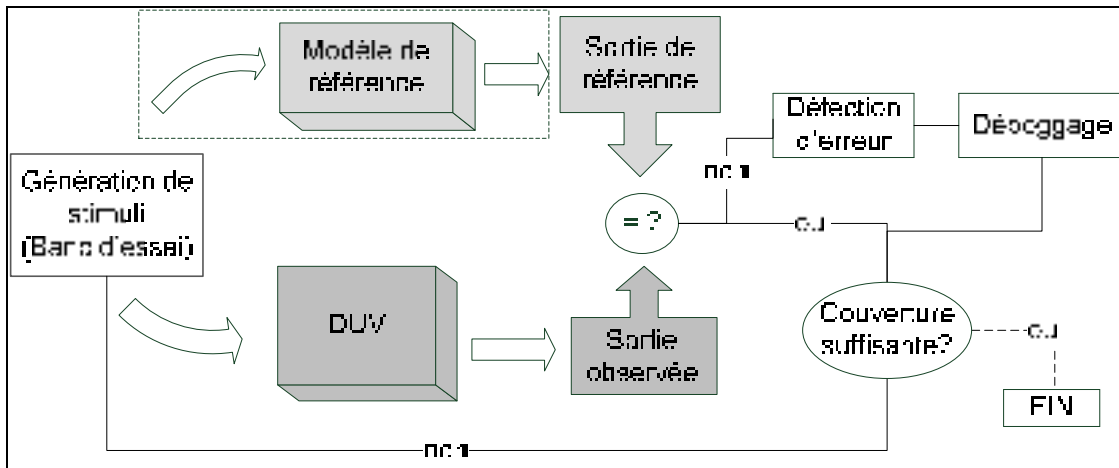 Modèle de
référence
Sortie de
référence
Détection
d'erreur
Déboggage
non
Génération de
stimuli
(Banc d'essai)
= ?
oui
DUV
Sortie
observée
Couverture
suffisante?
oui
FIN
non